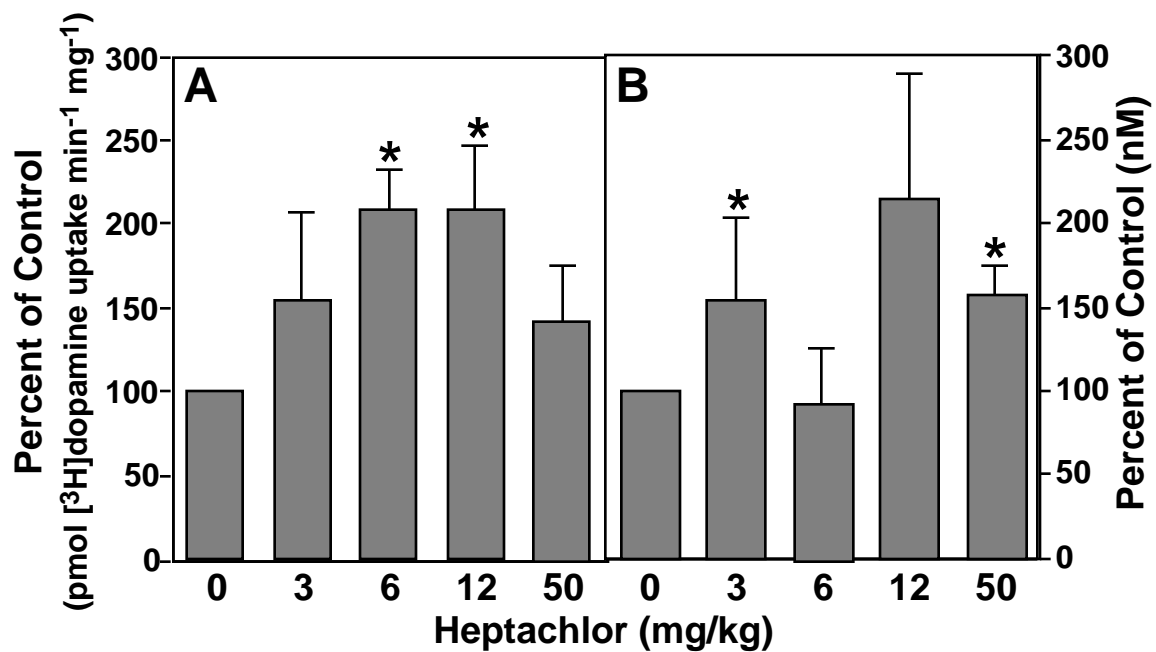 Percent of Control
(pmol [³H]dopamine uptake min⁻¹ mg⁻¹)
300
250
200
150
100
50
0
A
*
*
0 3 6 12 50
B
*
*
0 3 6 12 50
300
250
200
150
100
50
0
Percent of Control (nM)
Heptachlor (mg/kg)